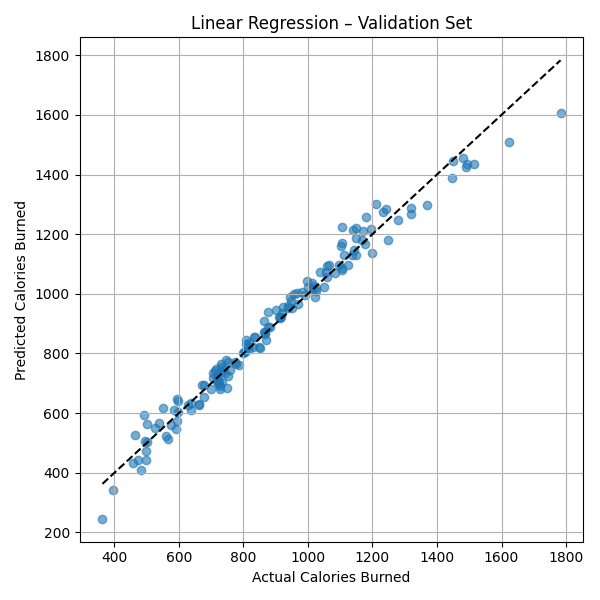 Linear Regression – Validation Set
Predicted Calories Burned
1800
1600
1400
1200
1000
800
600
400
200
400 600 800 1000 1200 1400 1600 1800
Actual Calories Burned